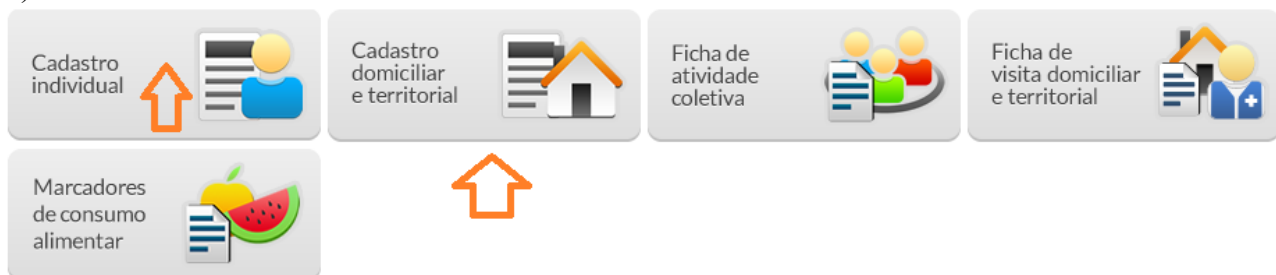 Cadastro
individual
Cadastro
domiciliar
e territorial
Ficha de
atividade
coletiva
Ficha de
visita domiciliar
e territorial
Marcadores
de consumo
alimentar